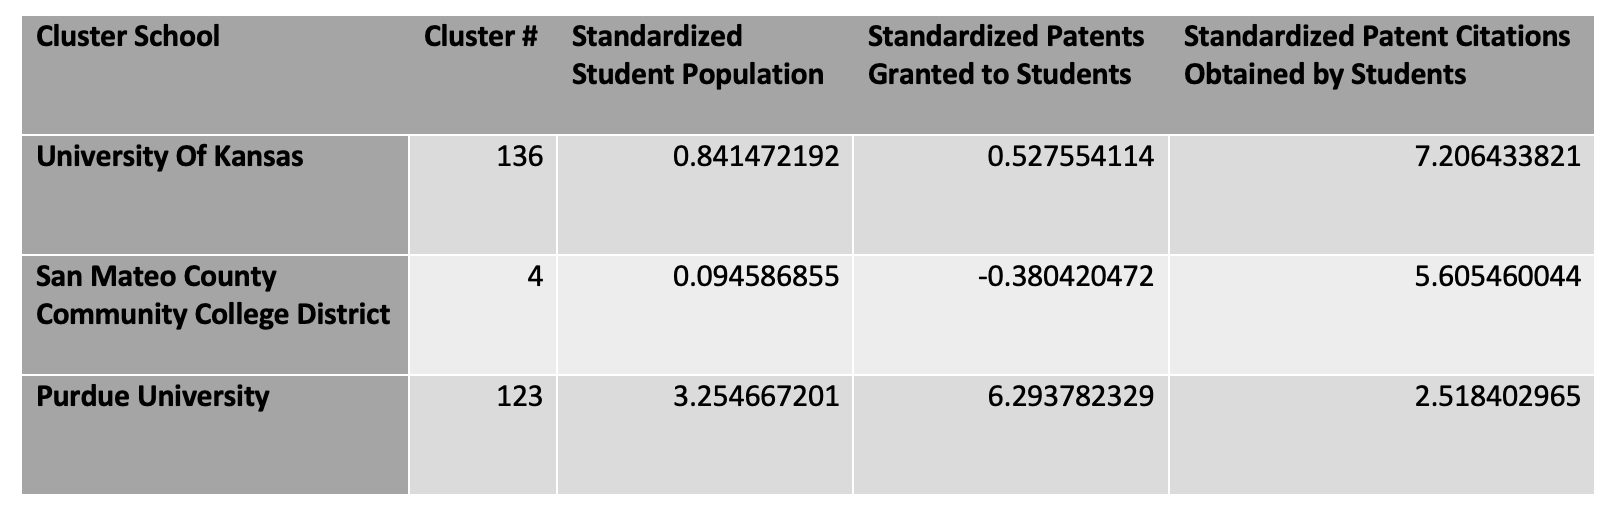 Cluster School Cluster # Standardized Standardized Patents Standardized Patent Citations
Student Population Granted to Students Obtained by Students
University Of Kansas 136 0.841472192 0.527554114 7.206433821
San Mateo County 4 0.094586855 -0.380420472 5.605460044
Community College District
Purdue University 123 3.254667201 6.293782329 2.518402965